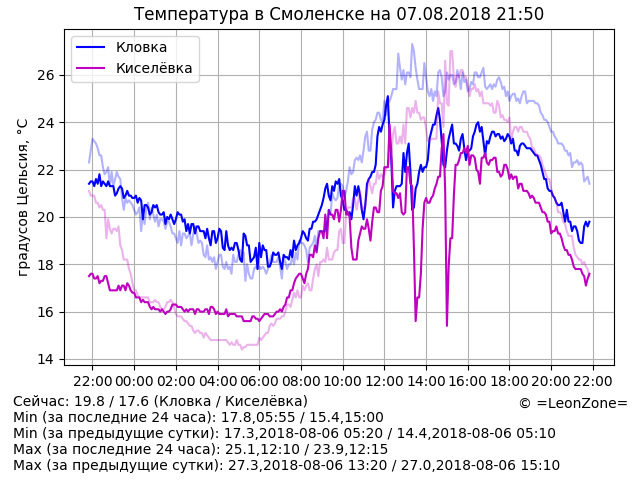 Температура в Смоленске на 07.08.2018 21:50
Кловка
Киселёвка
градусов Цельсия, °C
26
24
22
20
18
16
14
22:00 00:00 02:00 04:00 06:00 08:00 10:00 12:00 14:00 16:00 18:00 20:00 22:00
Сейчас: 19.8 / 17.6 (Кловка / Киселёвка)
© =LeonZone=
Min (за последние 24 часа): 17.8,05:55 / 15.4,15:00
Min (за предыдущие сутки): 17.3,2018-08-06 05:20 / 14.4,2018-08-06 05:10
Max (за последние 24 часа): 25.1,12:10 / 23.9,12:15
Max (за предыдущие сутки): 27.3,2018-08-06 13:20 / 27.0,2018-08-06 15:10